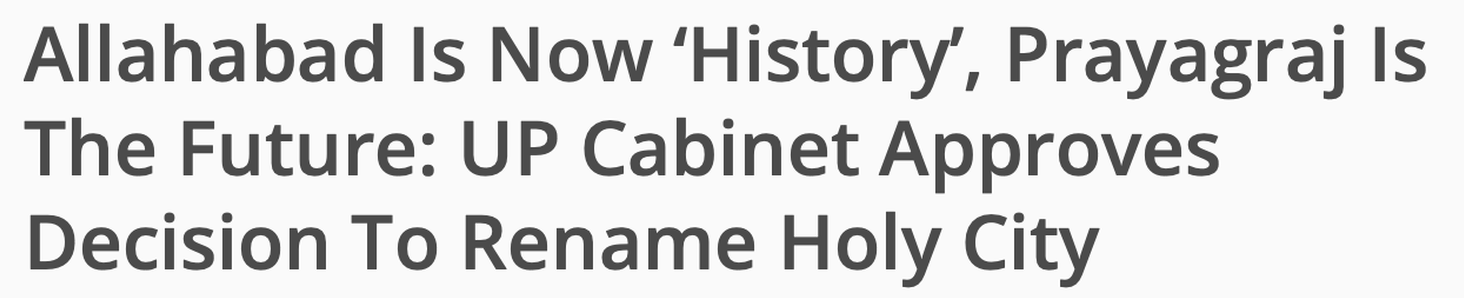 Allahabad Is Now ‘History’, Prayagraj Is
The Future: UP Cabinet Approves
Decision To Rename Holy City